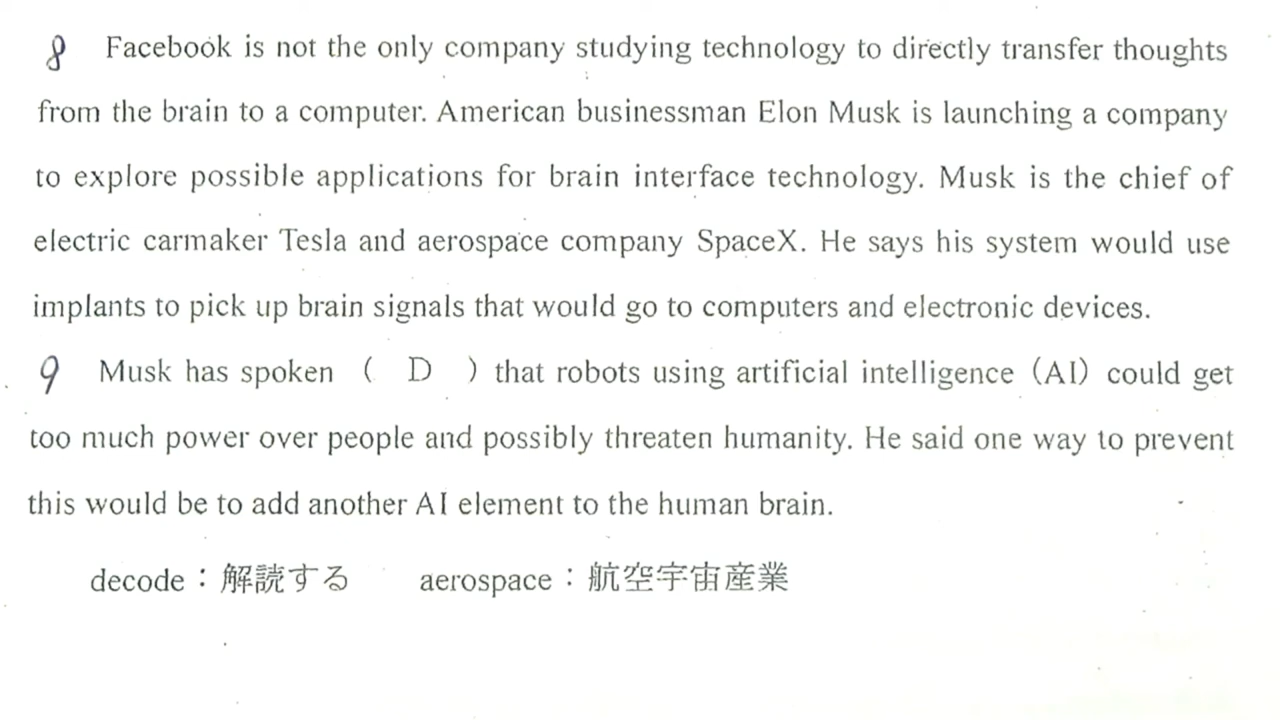 8 Facebook is not the only company studying technology to directly transfer thoughts
from the brain to a computer. American businessman Elon Musk is launching a company
to explore possible applications for brain interface technology. Musk is the chief of
electric carmaker Tesla and aerospace company SpaceX. He says his system would use
implants to pick up brain signals that would go to computers and electronic devices.
9 Musk has spoken ( D ) that robots using artificial intelligence (AI) could get
too much power over people and possibly threaten humanity. He said one way to prevent
this would be to add another AI element to the human brain.
decode:解読する aerospace:航空宇宙産業